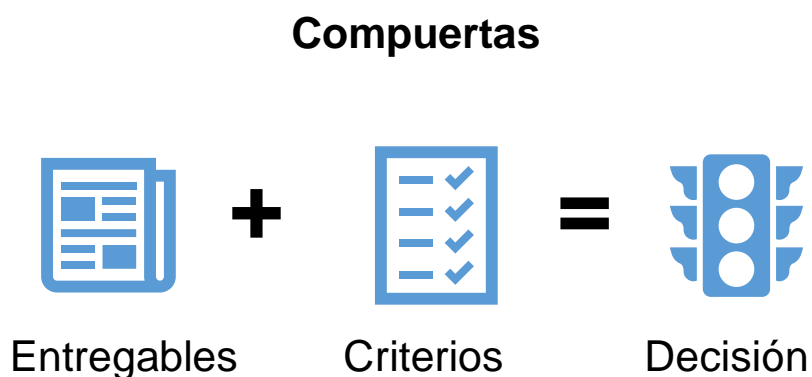 Compuertas
+ =
Entregables Criterios Decisión